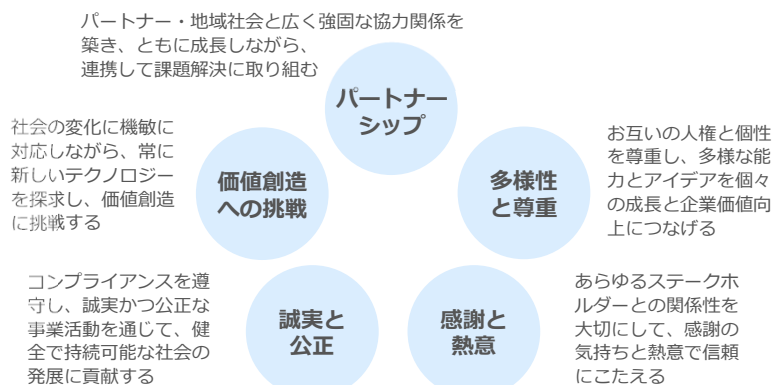 パートナー・地域社会と広く強固な協力関係を
築き、ともに成長しながら、
連携して課題解決に取り組む
パートナー
シップ
社会の変化に機敏に
対応しながら、常に
新しいテクノロジー
を探求し、価値創造
に挑戦する
価値創造
への挑戦
多様性
と尊重
お互いの人権と個性
を尊重し、多様な能
力とアイデアを個々
の成長と企業価値向
上につなげる
コンプライアンスを遵
守し、誠実かつ公正な
事業活動を通じて、健
全で持続可能な社会の
発展に貢献する
誠実と
公正
感謝と
熱意
あらゆるステークホ
ルダーとの関係性を
大切にして、感謝の
気持ちと熱意で信頼
にこたえる